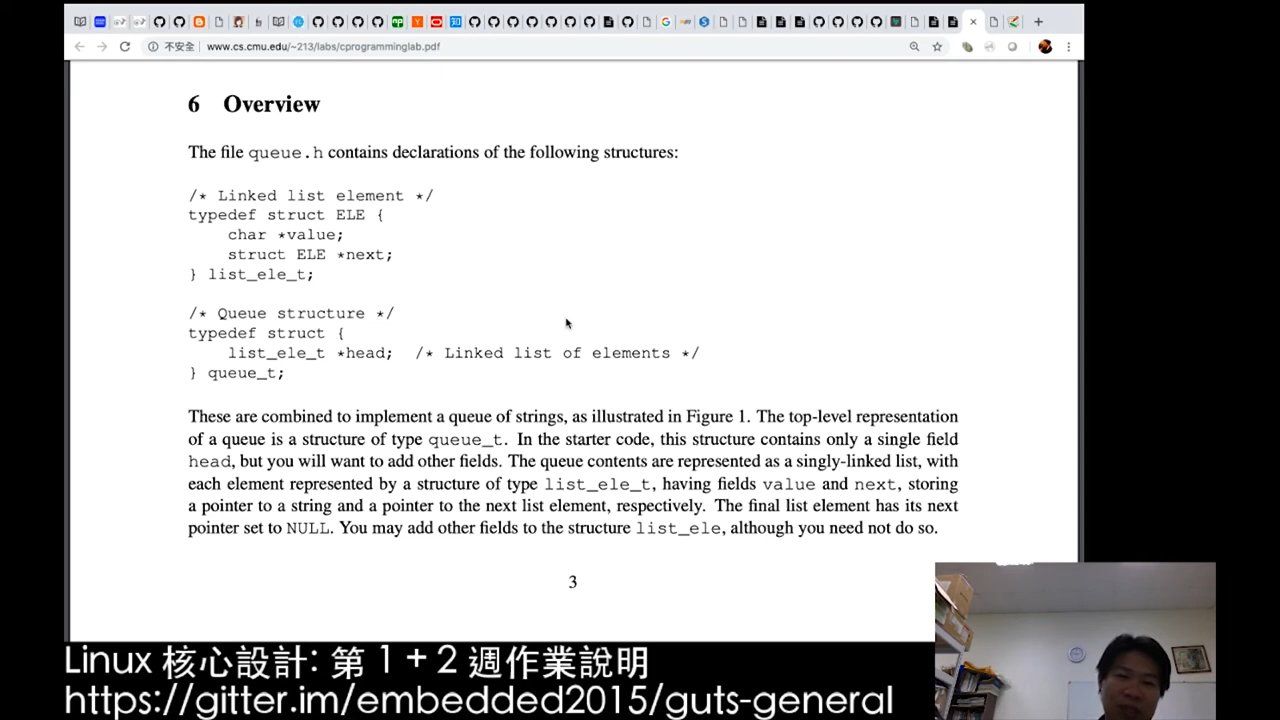 不安全
www.cs.cmu.edu/~213/labs/cprogramminglab.pdf
6 Overview
The file queue.h contains declarations of the following structures:
/* Linked list element */
typedef struct ELE {
char *value;
struct ELE *next;
} list_ele_t;
/* Queue structure */
typedef struct {
list_ele_t *head; /* Linked list of elements */
} queue_t;
These are combined to implement a queue of strings, as illustrated in Figure 1. The top-level representation
of a queue is a structure of type queue_t. In the starter code, this structure contains only a single field
head, but you will want to add other fields. The queue contents are represented as a singly-linked list, with
each element represented by a structure of type list_ele_t, having fields value and next, storing
a pointer to a string and a pointer to the next list element, respectively. The final list element has its next
pointer set to NULL. You may add other fields to the structure list_ele, although you need not do so.
3
Linux 核心設計: 第 1 + 2 週作業說明
https://gitter.im/embedded2015/guts-general